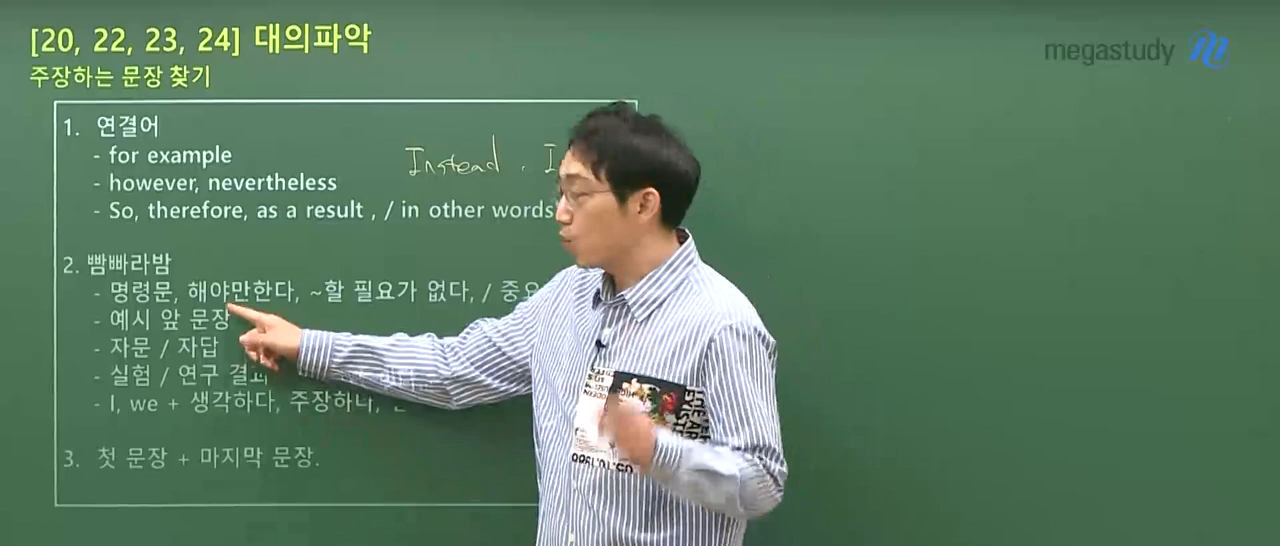 [20, 22, 23, 24] 대의파악
megastudy
주장하는 문장 찾기
1. 연결어
- for example
Instead.
- however, nevertheless
- So, therefore, as a result , / in other words
2. 빰빠라밤
- 명령문, 해야만한다, ~할 필요가 없다, / 중요
- 예시 앞 문장
- 자문 / 자답
- 실험 / 연구 결과
- I, we + 생각하다, 주장하다,
3. 첫 문장 + 마지막 문장.